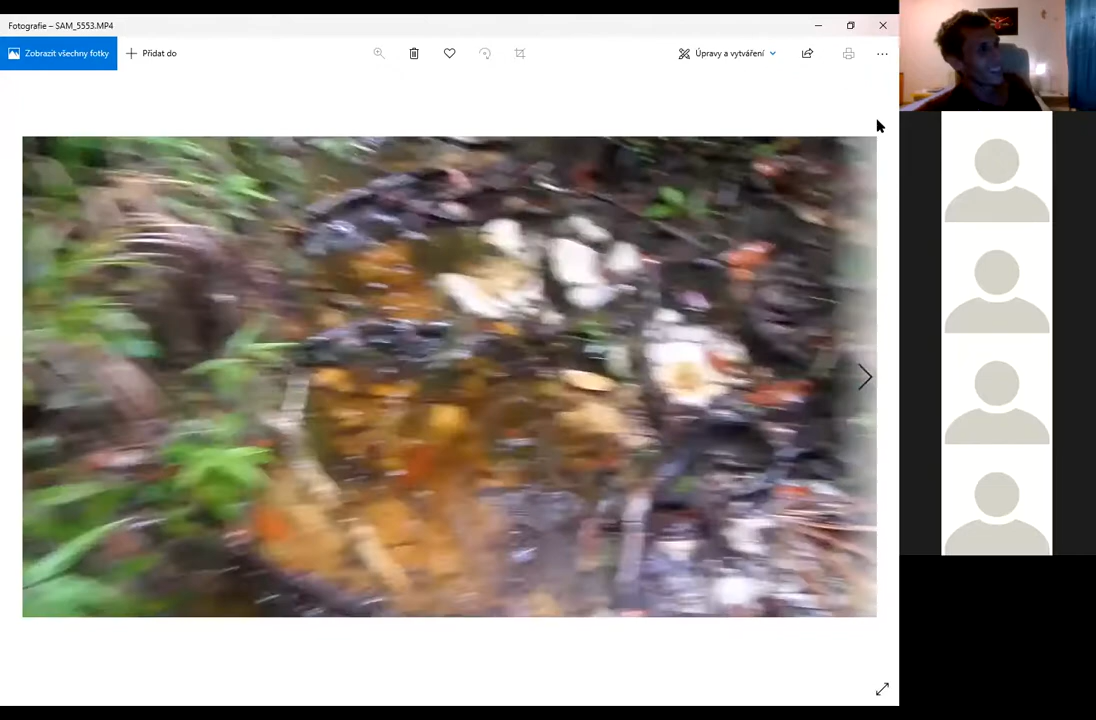 Fotografie – SAM_5553.MP4
Zobrazit všechny fotky
Přidat do
Úpravy a vytváření